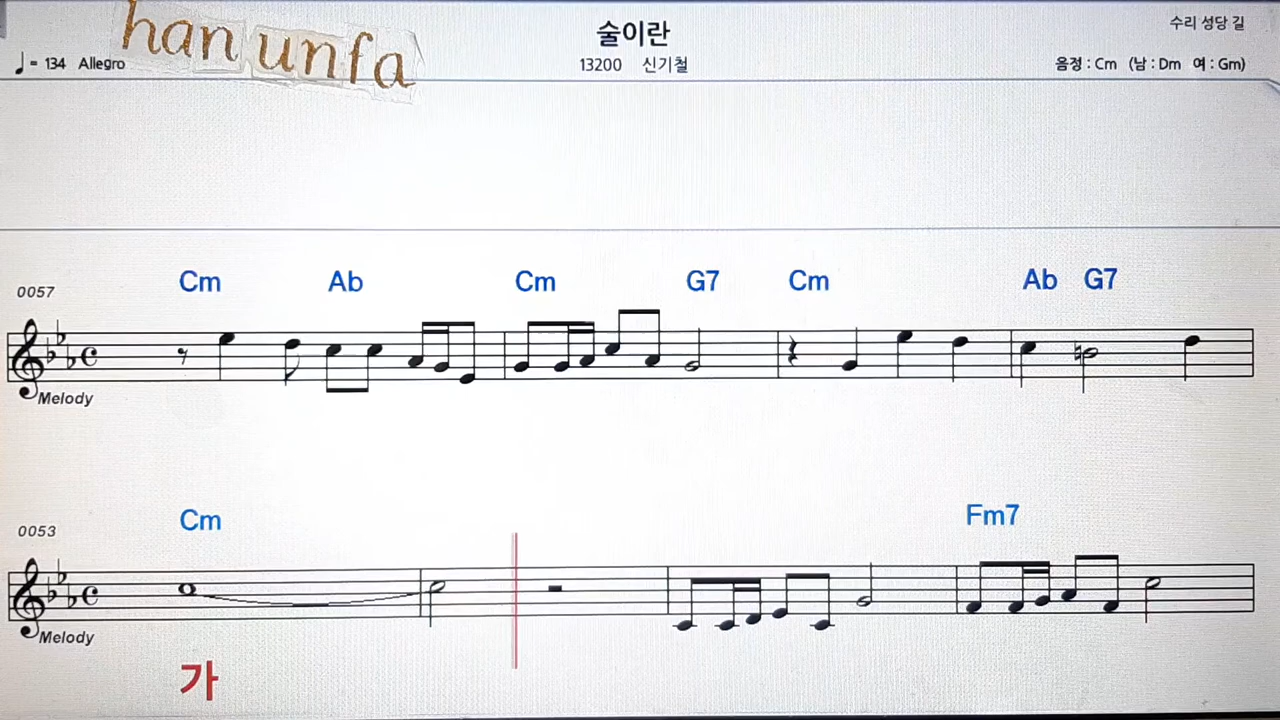 han unfa
술이란
수리 성당 길
♩= 134 Allegro
13200 신기철
음정 : Cm (남 : Dm 여 : Gm)
Cm Ab Cm G7 Cm Ab G7
0057
Melody
Cm Fm7
0053
Melody
가